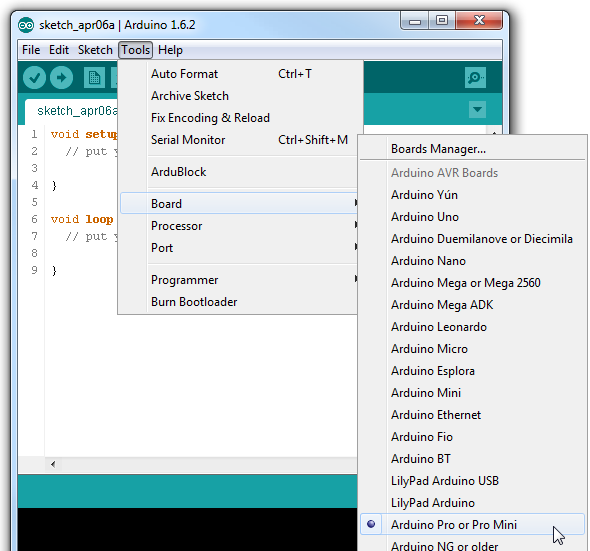 sketch_apr06a | Arduino 1.6.2
File Edit Sketch Tools Help
Auto Format Ctrl+T
Archive Sketch
Fix Encoding & Reload
Serial Monitor Ctrl+Shift+M
ArduBlock
Board
Processor
Port
Programmer
Burn Bootloader
sketch_apr06a
1 void setup
2 // put y
3
4 }
5
6 void loop
7 // put y
8
9 }
Boards Manager...
Arduino AVR Boards
Arduino Yún
Arduino Uno
Arduino Duemilanove or Diecimila
Arduino Nano
Arduino Mega or Mega 2560
Arduino Mega ADK
Arduino Leonardo
Arduino Micro
Arduino Esplora
Arduino Mini
Arduino Ethernet
Arduino Fio
Arduino BT
LilyPad Arduino USB
LilyPad Arduino
Arduino Pro or Pro Mini
Arduino NG or older